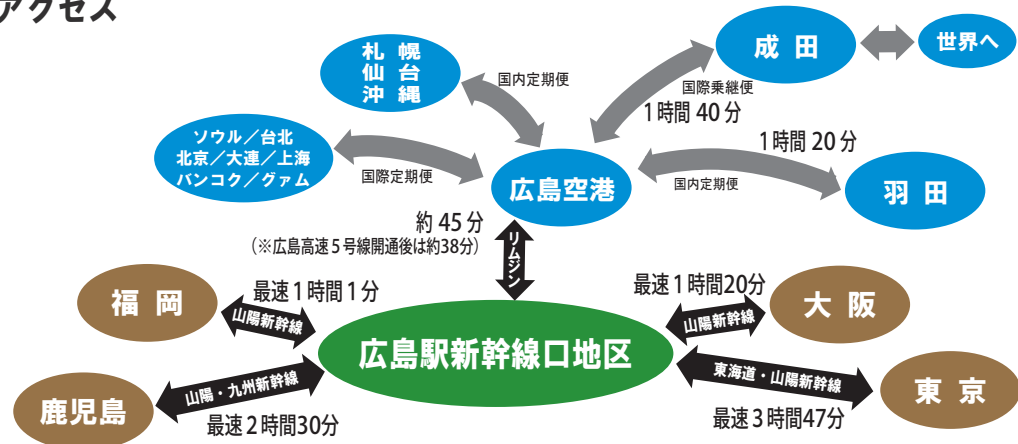 アクセス
札 幌
仙 台
沖 縄
国内定期便
成 田
世界へ
国際乗継便
1時間 40 分
ソウル／台北
北京／大連／上海
バンコク／グァム
国際定期便
広島空港
1時間 20 分
国内定期便
羽 田
約 45 分
（※広島高速５号線開通後は約38分）
リムジン
福 岡
最速１時間１分
山陽新幹線
最速１時間20分
山陽新幹線
大 阪
広島駅新幹線口地区
鹿児島
山陽・九州新幹線
最速２時間30分
東海道・山陽新幹線
最速３時間47分
東 京